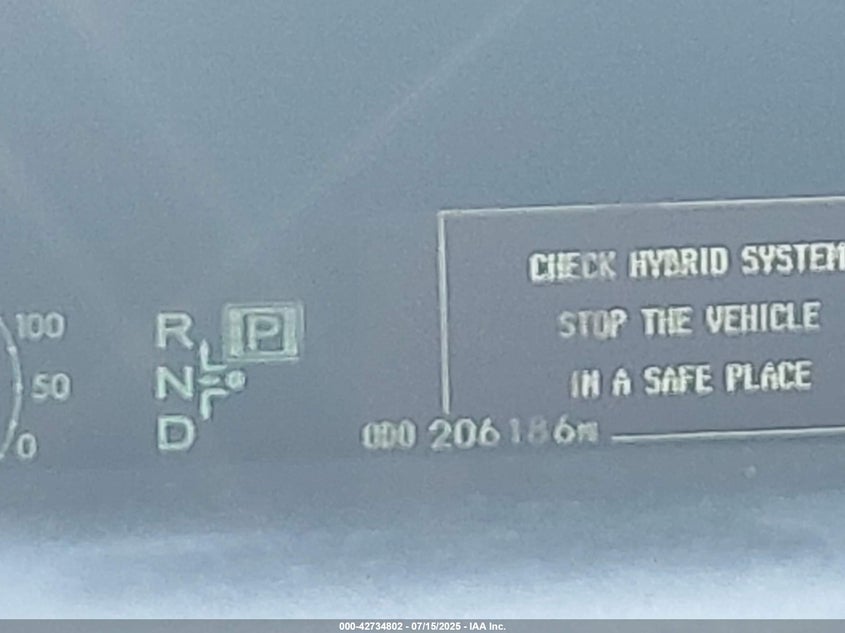 CHECK HYBRID SYSTEM
STOP THE VEHICLE
IN A SAFE PLACE
100
50
0
R P
N
D
ODO 206186MI
000-42734802 - 07/15/2025 - IAA Inc.